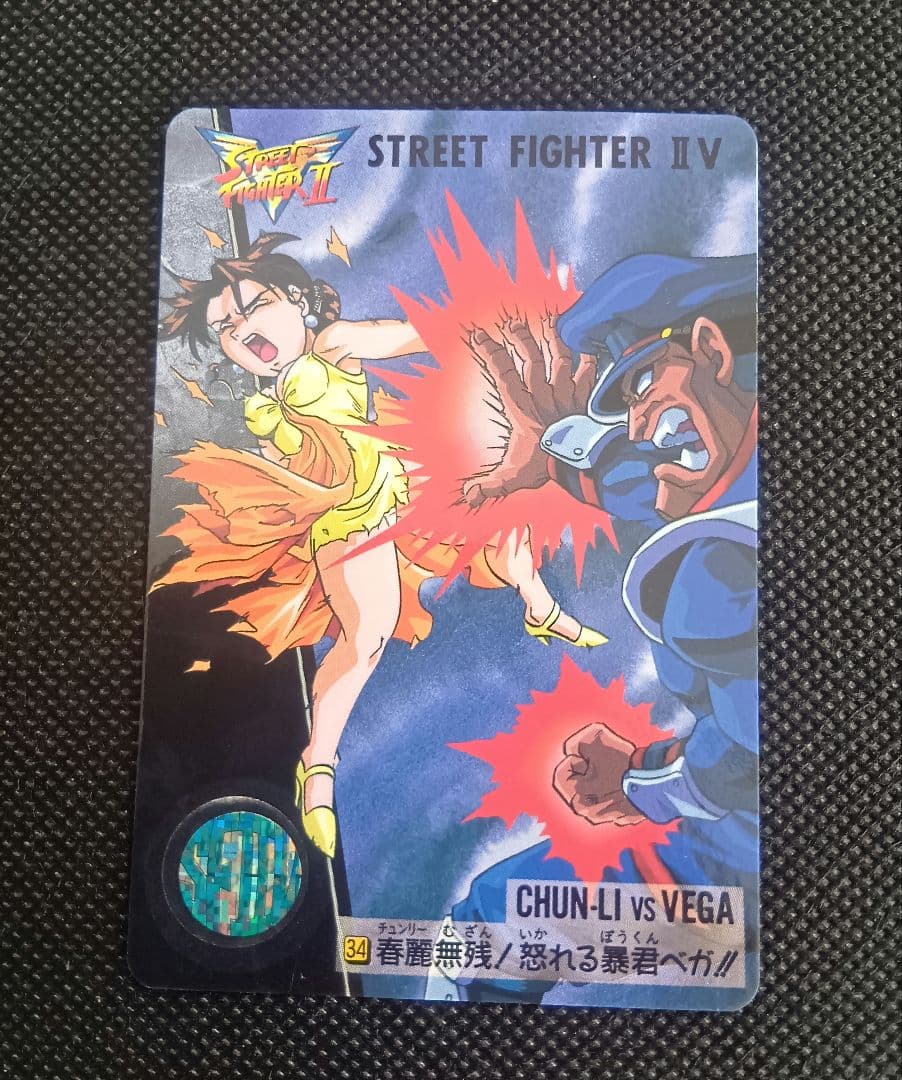 STREET
FIGHTER II
STREET FIGHTER ⅡV
CHUN-LI VS VEGA
チュンリー むざん いか ぼうくん
34 春麗無残!怒れる暴君ベガ!!